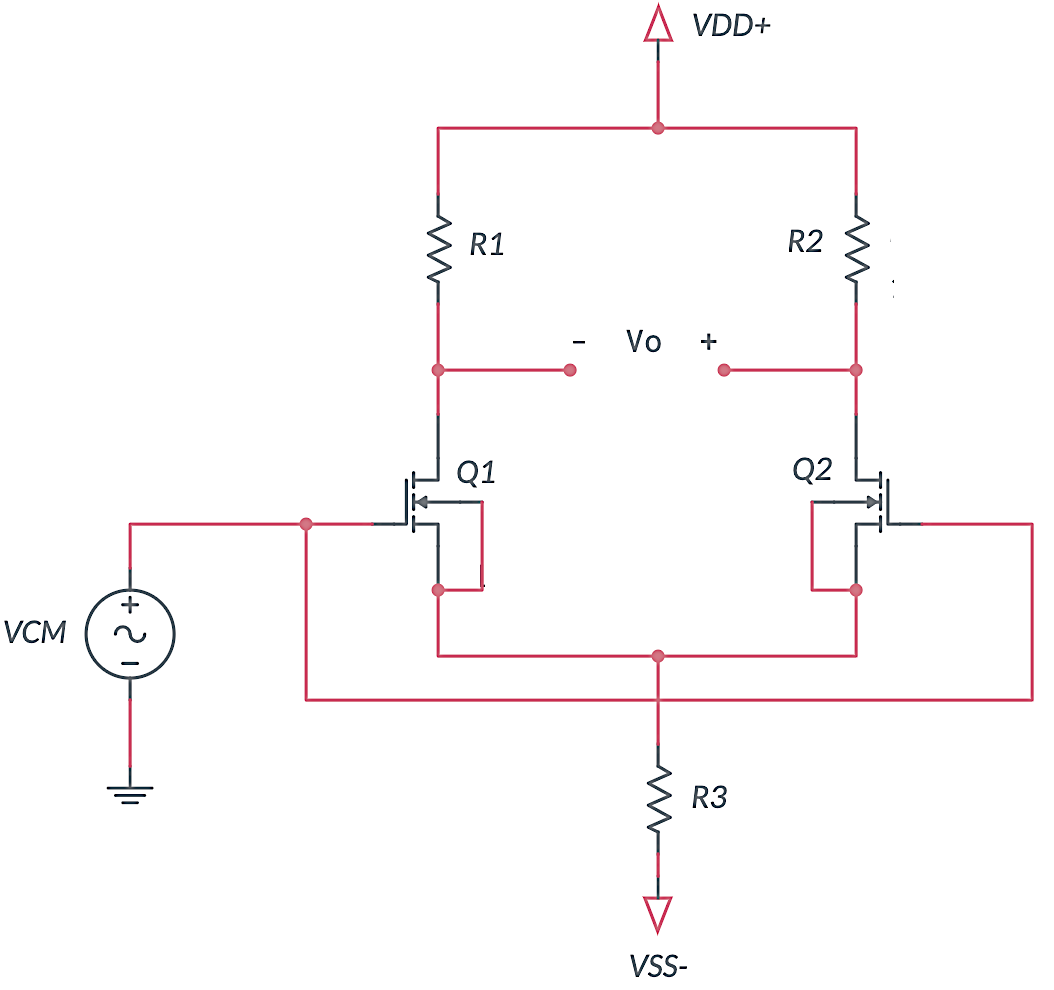 VDD+
R1
R2
- Vo +
Q1
Q2
VCM
R3
VSS-